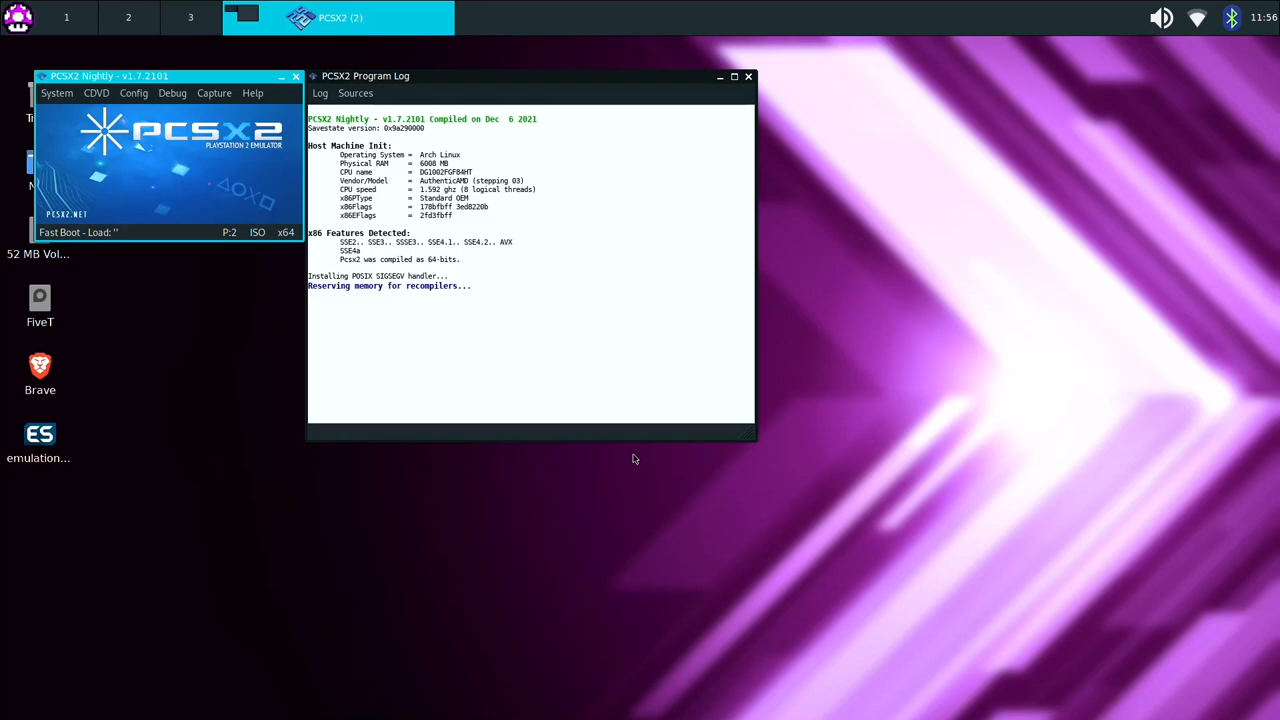 1
2
3
PCSX2 (2)
11:56
PCSX2 Nightly - v1.7.2101
System CDVD Config Debug Capture Help
PCSX2
PLAYSTATION 2 EMULATOR
PCSX2.NET
Fast Boot - Load: '' P:2 ISO x64
PCSX2 Program Log
Log Sources
PCSX2 Nightly - v1.7.2101 Compiled on Dec  6 2021
Savestate version: 0x9a290000
Host Machine Init:
Operating System = Arch Linux
Physical RAM = 6008 MB
CPU name = DG1002FGF84HT
Vendor/Model = AuthenticAMD (stepping 03)
CPU speed = 1.592 ghz (8 logical threads)
x86PType = Standard OEM
x86Flags = 178bfbff 3ed8220b
x86EFlags = 2fd3fbff
x86 Features Detected:
SSE2.. SSE3.. SSSE3.. SSE4.1.. SSE4.2.. AVX
SSE4a
Pcsx2 was compiled as 64-bits.
Installing POSIX SIGSEGV handler...
Reserving memory for recompilers...
52 MB Vol...
FiveT
Brave
ES
emulation...